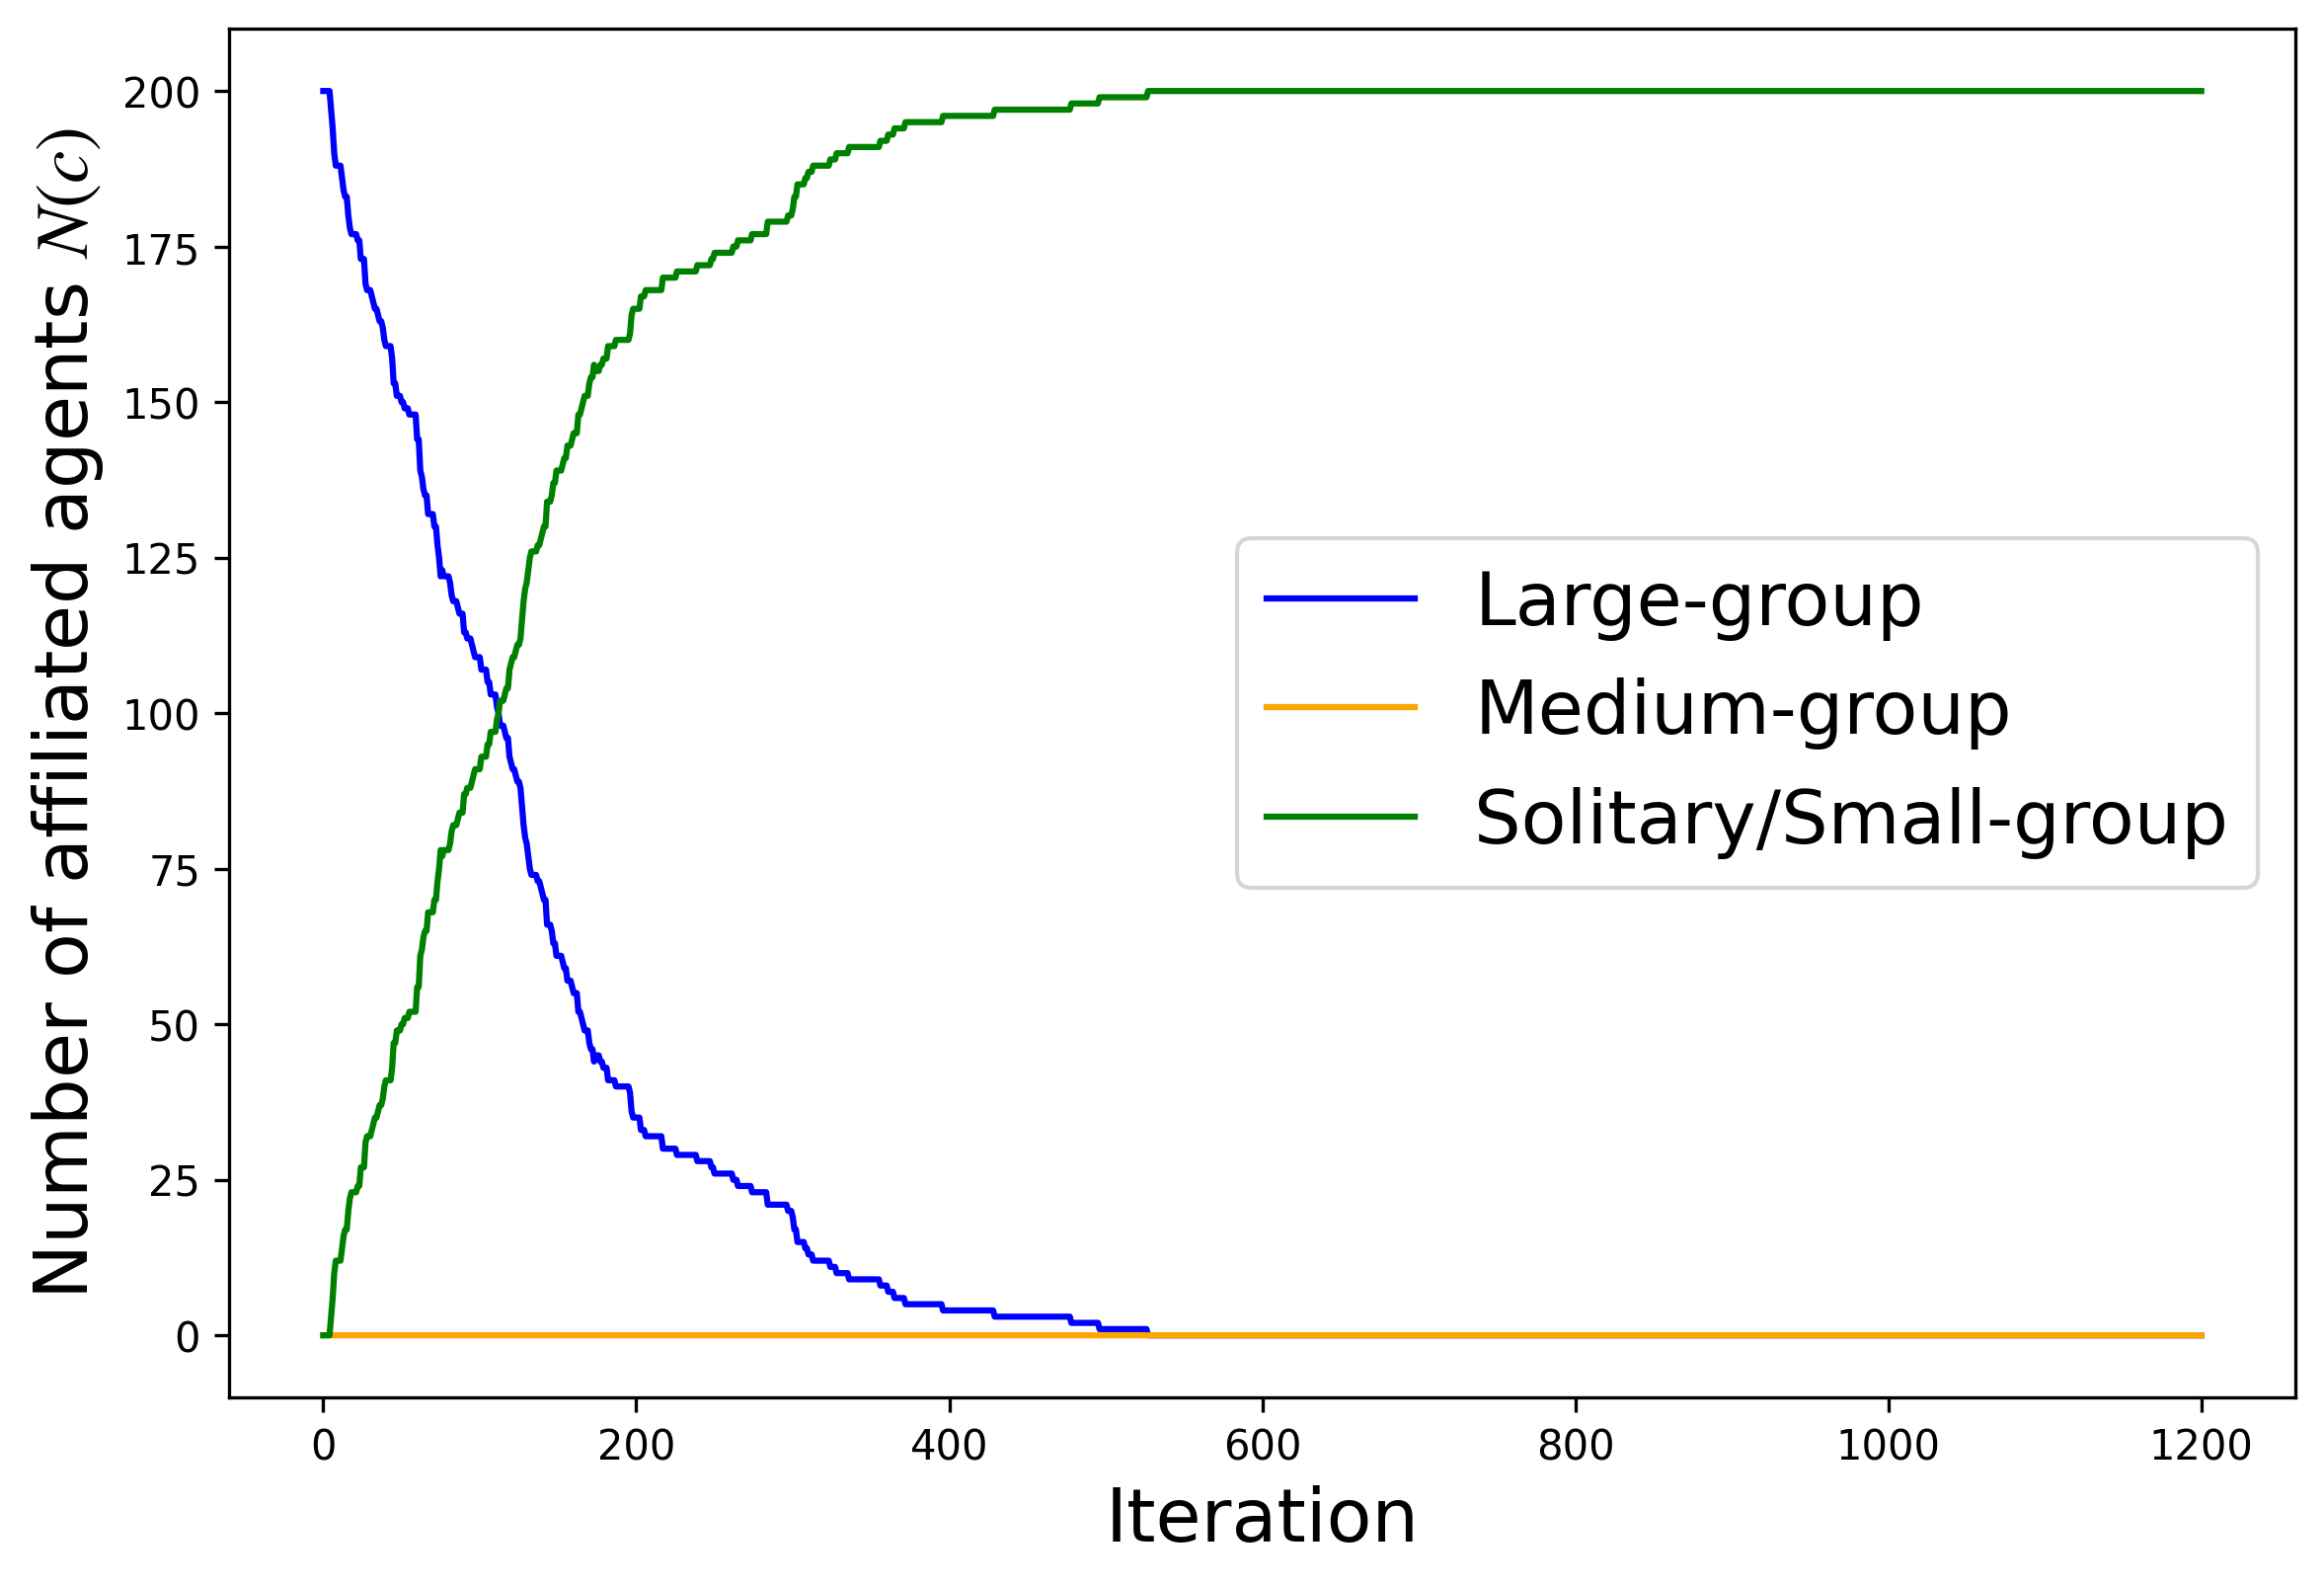 Number of affiliated agents N(c)
200
175
150
125
100
75
50
25
0
Large-group
Medium-group
Solitary/Small-group
0 200 400 600 800 1000 1200
Iteration